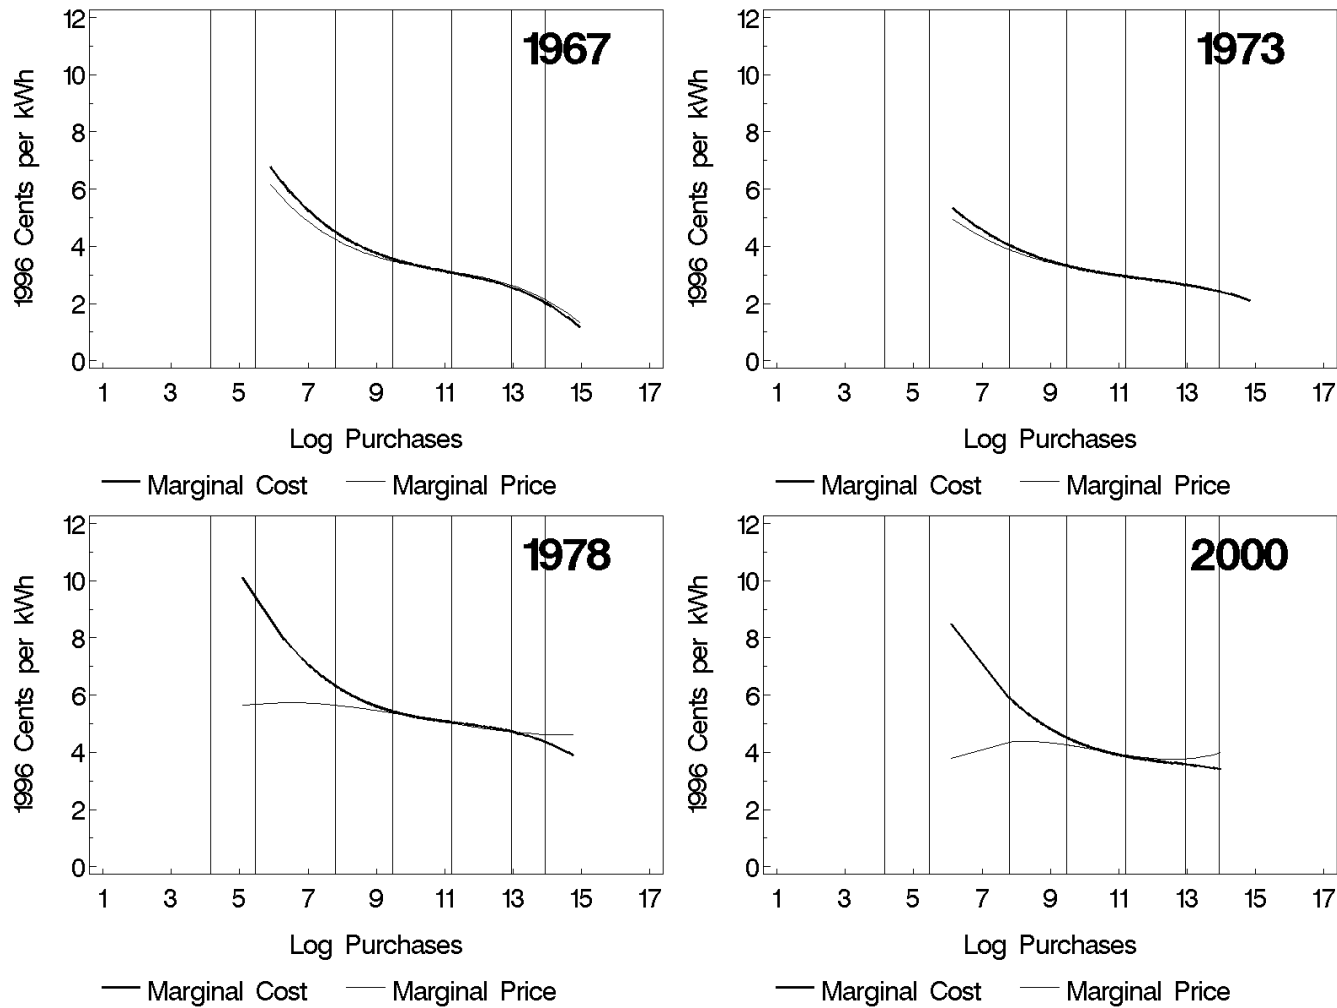 1967
1996 Cents per kWh
12
10
8
6
4
2
0
1 3 5 7 9 11 13 15 17
Log Purchases
Marginal Cost Marginal Price
1973
1996 Cents per kWh
12
10
8
6
4
2
0
1 3 5 7 9 11 13 15 17
Log Purchases
Marginal Cost Marginal Price
1978
1996 Cents per kWh
12
10
8
6
4
2
0
1 3 5 7 9 11 13 15 17
Log Purchases
Marginal Cost Marginal Price
2000
1996 Cents per kWh
12
10
8
6
4
2
0
1 3 5 7 9 11 13 15 17
Log Purchases
Marginal Cost Marginal Price